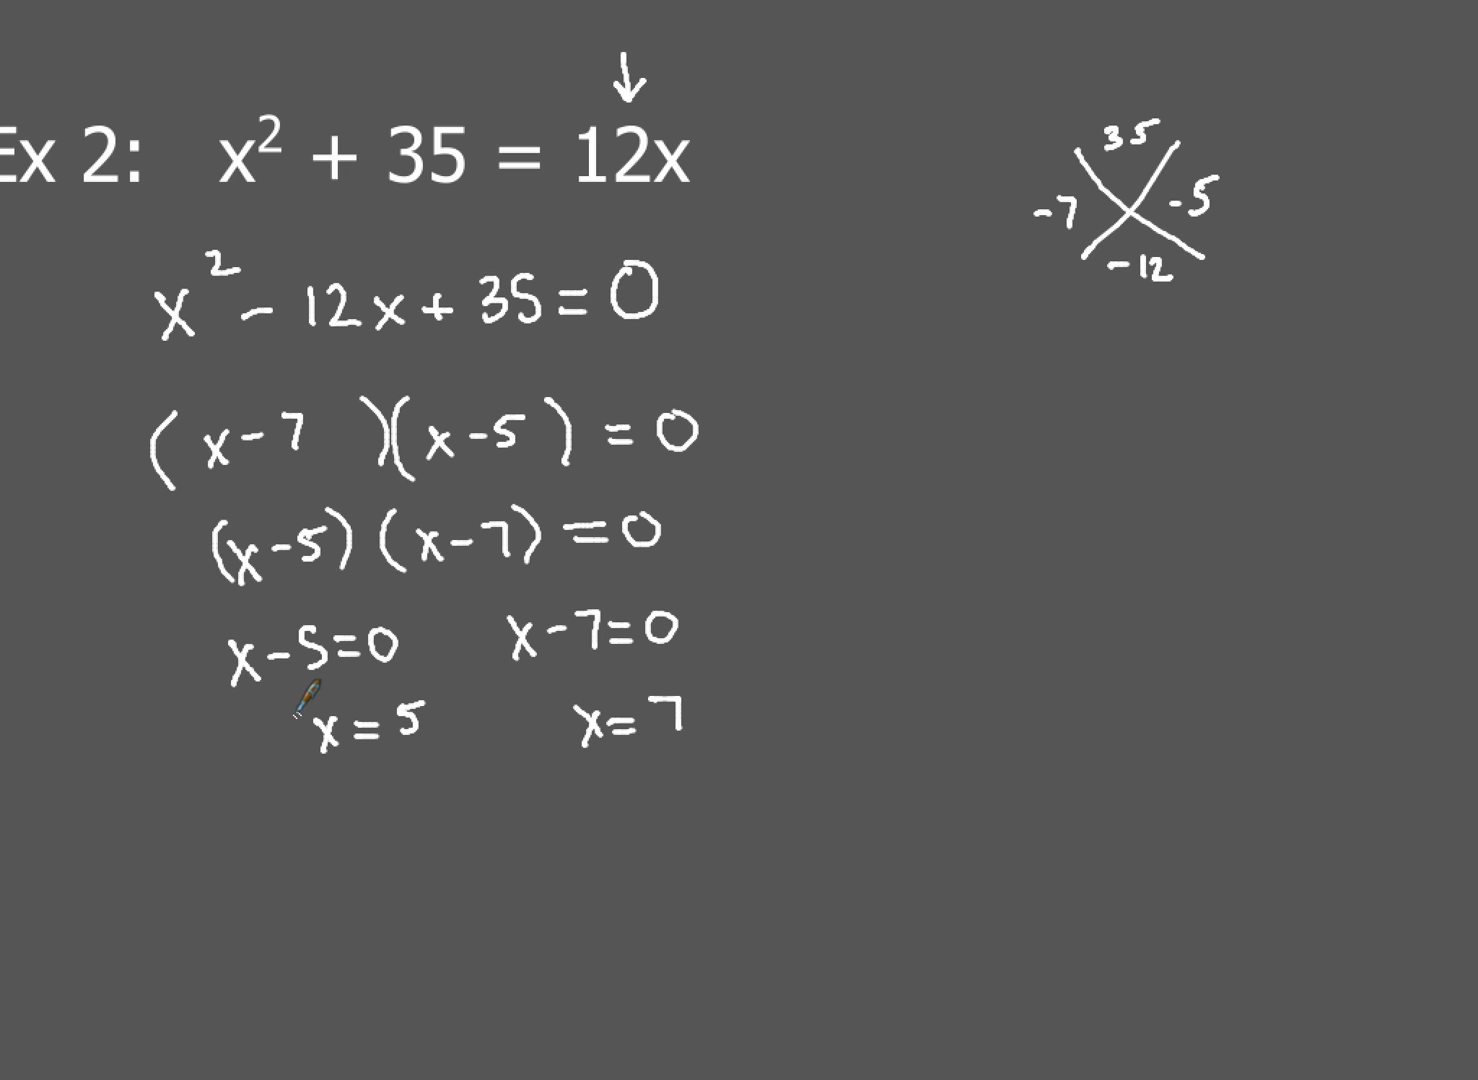 Ex 2: x² + 35 = 12x
x² - 12x + 35 = 0
(x-7)(x-5) = 0
(x-5)(x-7) = 0
x-5=0 x-7=0
x=5 x=7
35
-7 -5
-12